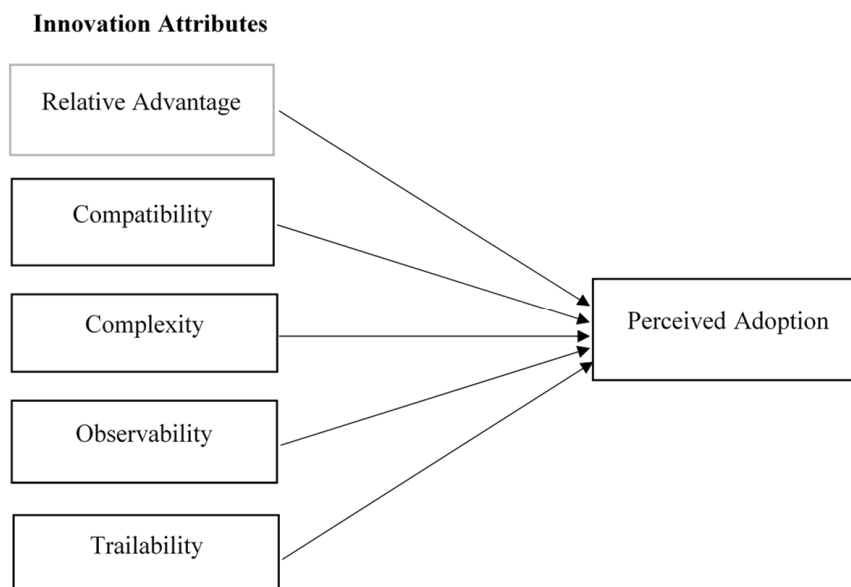 Innovation Attributes
Relative Advantage
Compatibility
Complexity
Perceived Adoption
Observability
Trailability